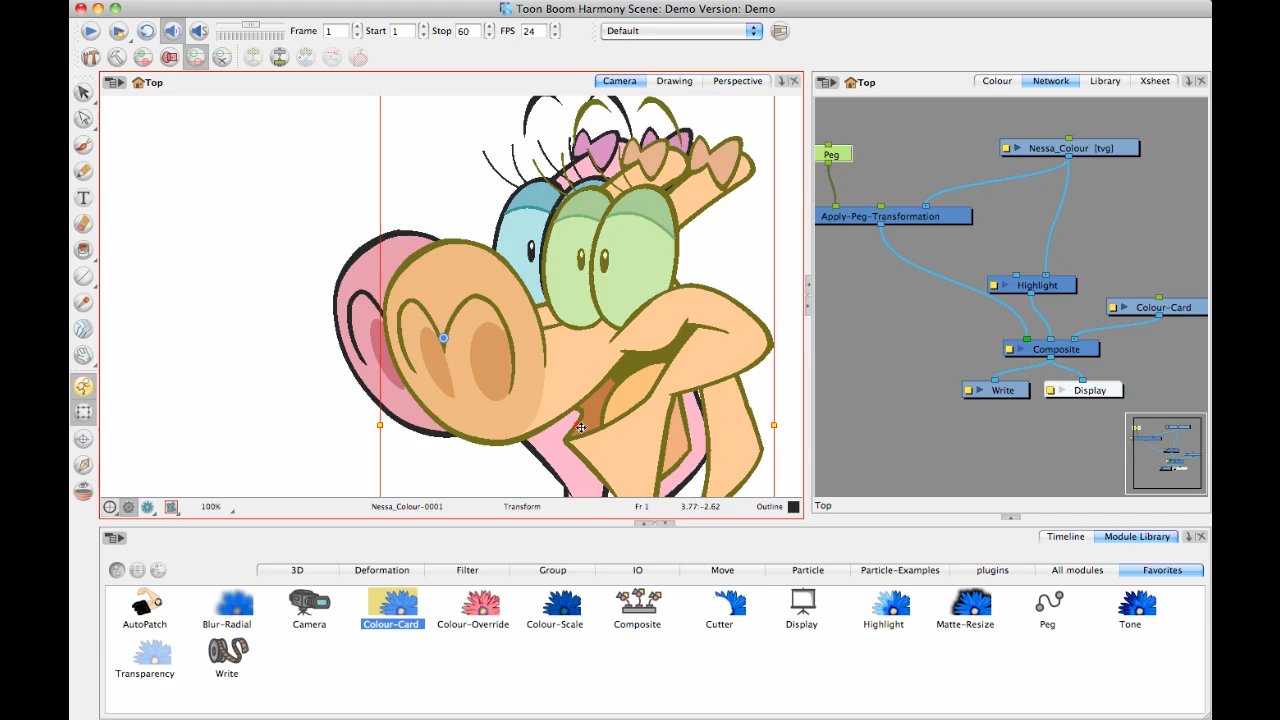 Toon Boom Harmony Scene: Demo Version: Demo
Frame 1 Start 1 Stop 60 FPS 24 Default
Top Camera Drawing Perspective
Top Colour Network Library Xsheet
Peg
Nessa_Colour [tvg]
Apply-Peg-Transformation
Highlight
Colour-Card
Composite
Write Display
100% Nessa_Colour-0001 Transform Fr 1 3.77:-2.62 Outline
Top
Timeline Module Library
3D Deformation Filter Group IO Move Particle Particle-Examples plugins All modules Favorites
AutoPatch Blur-Radial Camera Colour-Card Colour-Override Colour-Scale Composite Cutter Display Highlight Matte-Resize Peg Tone
Transparency Write